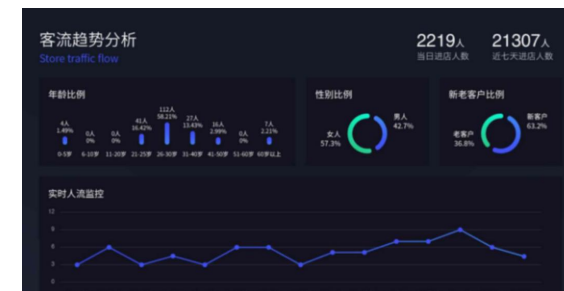 客流趋势分析
Store traffic flow
2219人
当日进店人数
21307人
近七天进店人数
年龄比例
4人
1.49%
0-5岁
0人
0%
6-10岁
0人
0%
11-20岁
41人
16.42%
21-25岁
112人
58.21%
26-30岁
27人
13.43%
31-40岁
16人
2.99%
41-50岁
0人
0%
51-60岁
7人
2.21%
60岁以上
性别比例
男人
42.7%
女人
57.3%
新老客户比例
新客户
63.2%
老客户
36.8%
实时人流监控
12
9
6
3
0